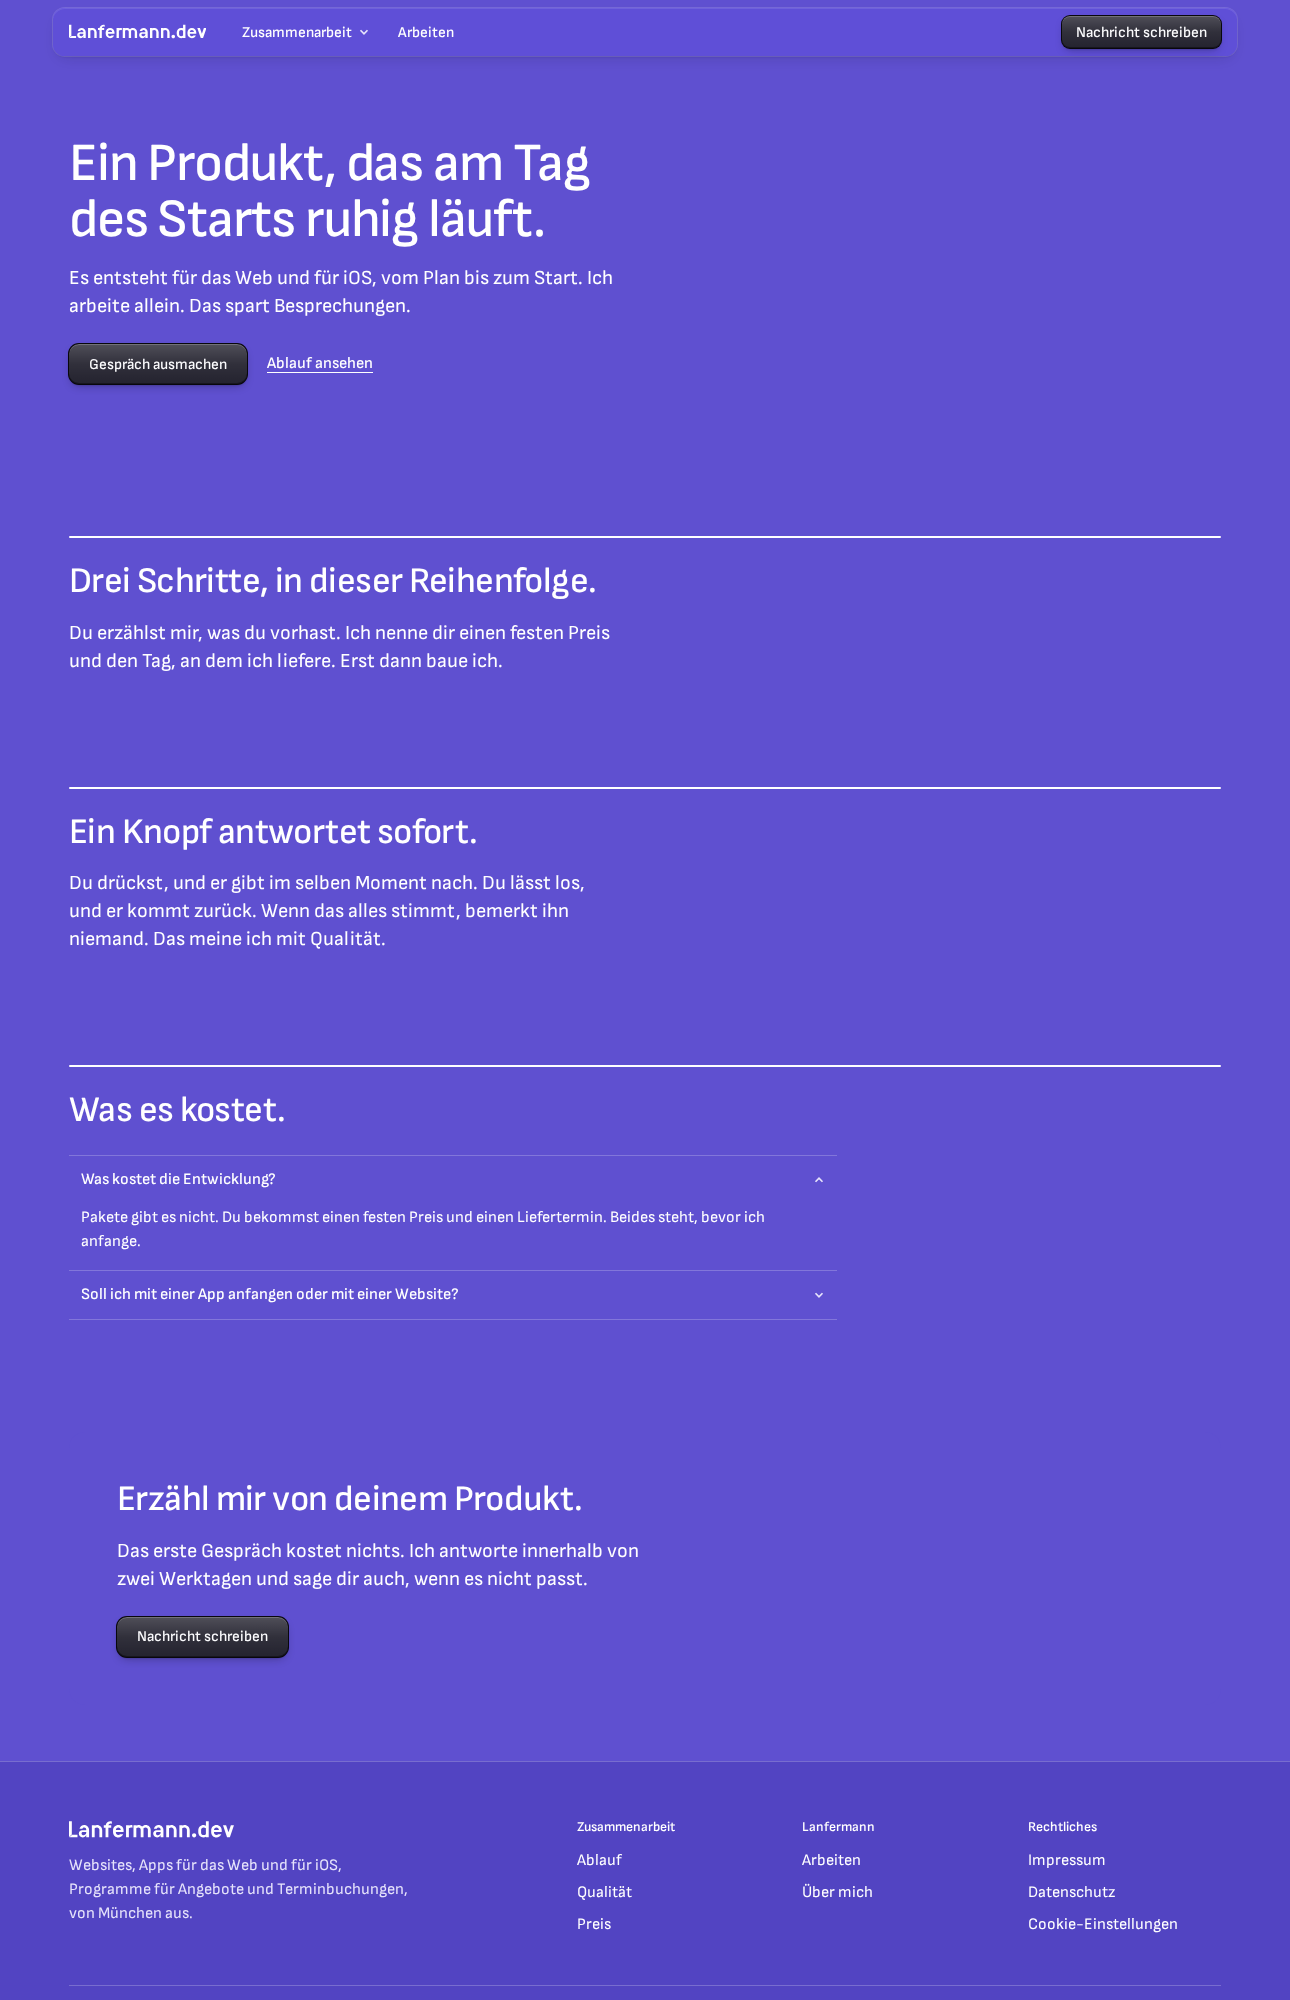 Lanfermann.dev
Zusammenarbeit
Arbeiten
Nachricht schreiben
Ein Produkt, das am Tag
des Starts ruhig läuft.
Es entsteht für das Web und für iOS, vom Plan bis zum Start. Ich
arbeite allein. Das spart Besprechungen.
Gespräch ausmachen
Ablauf ansehen
Drei Schritte, in dieser Reihenfolge.
Du erzählst mir, was du vorhast. Ich nenne dir einen festen Preis
und den Tag, an dem ich liefere. Erst dann baue ich.
Ein Knopf antwortet sofort.
Du drückst, und er gibt im selben Moment nach. Du lässt los,
und er kommt zurück. Wenn das alles stimmt, bemerkt ihn
niemand. Das meine ich mit Qualität.
Was es kostet.
Was kostet die Entwicklung?
Pakete gibt es nicht. Du bekommst einen festen Preis und einen Liefertermin. Beides steht, bevor ich
anfange.
Soll ich mit einer App anfangen oder mit einer Website?
Erzähl mir von deinem Produkt.
Das erste Gespräch kostet nichts. Ich antworte innerhalb von
zwei Werktagen und sage dir auch, wenn es nicht passt.
Nachricht schreiben
Lanfermann.dev
Websites, Apps für das Web und für iOS,
Programme für Angebote und Terminbuchungen,
von München aus.
Zusammenarbeit
Ablauf
Qualität
Preis
Lanfermann
Arbeiten
Über mich
Rechtliches
Impressum
Datenschutz
Cookie-Einstellungen